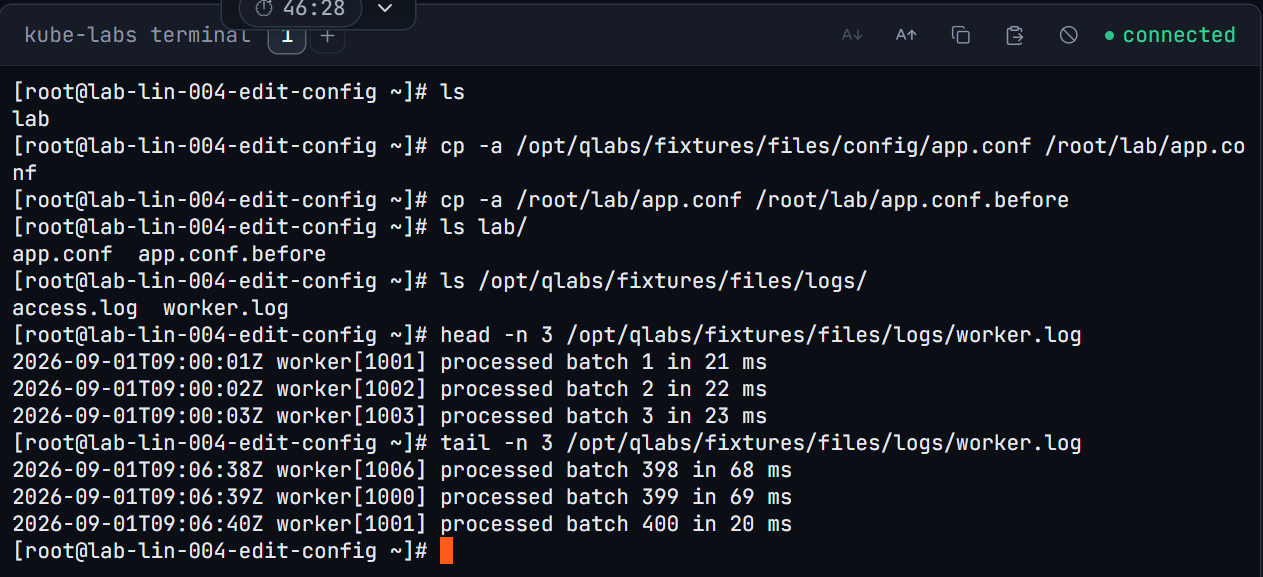 46:28
kube-labs terminal 1 + A↓ A↑ connected
[root@lab-lin-004-edit-config ~]# ls
lab
[root@lab-lin-004-edit-config ~]# cp -a /opt/qlabs/fixtures/files/config/app.conf /root/lab/app.co
nf
[root@lab-lin-004-edit-config ~]# cp -a /root/lab/app.conf /root/lab/app.conf.before
[root@lab-lin-004-edit-config ~]# ls lab/
app.conf  app.conf.before
[root@lab-lin-004-edit-config ~]# ls /opt/qlabs/fixtures/files/logs/
access.log  worker.log
[root@lab-lin-004-edit-config ~]# head -n 3 /opt/qlabs/fixtures/files/logs/worker.log
2026-09-01T09:00:01Z worker[1001] processed batch 1 in 21 ms
2026-09-01T09:00:02Z worker[1002] processed batch 2 in 22 ms
2026-09-01T09:00:03Z worker[1003] processed batch 3 in 23 ms
[root@lab-lin-004-edit-config ~]# tail -n 3 /opt/qlabs/fixtures/files/logs/worker.log
2026-09-01T09:06:38Z worker[1006] processed batch 398 in 68 ms
2026-09-01T09:06:39Z worker[1000] processed batch 399 in 69 ms
2026-09-01T09:06:40Z worker[1001] processed batch 400 in 20 ms
[root@lab-lin-004-edit-config ~]#